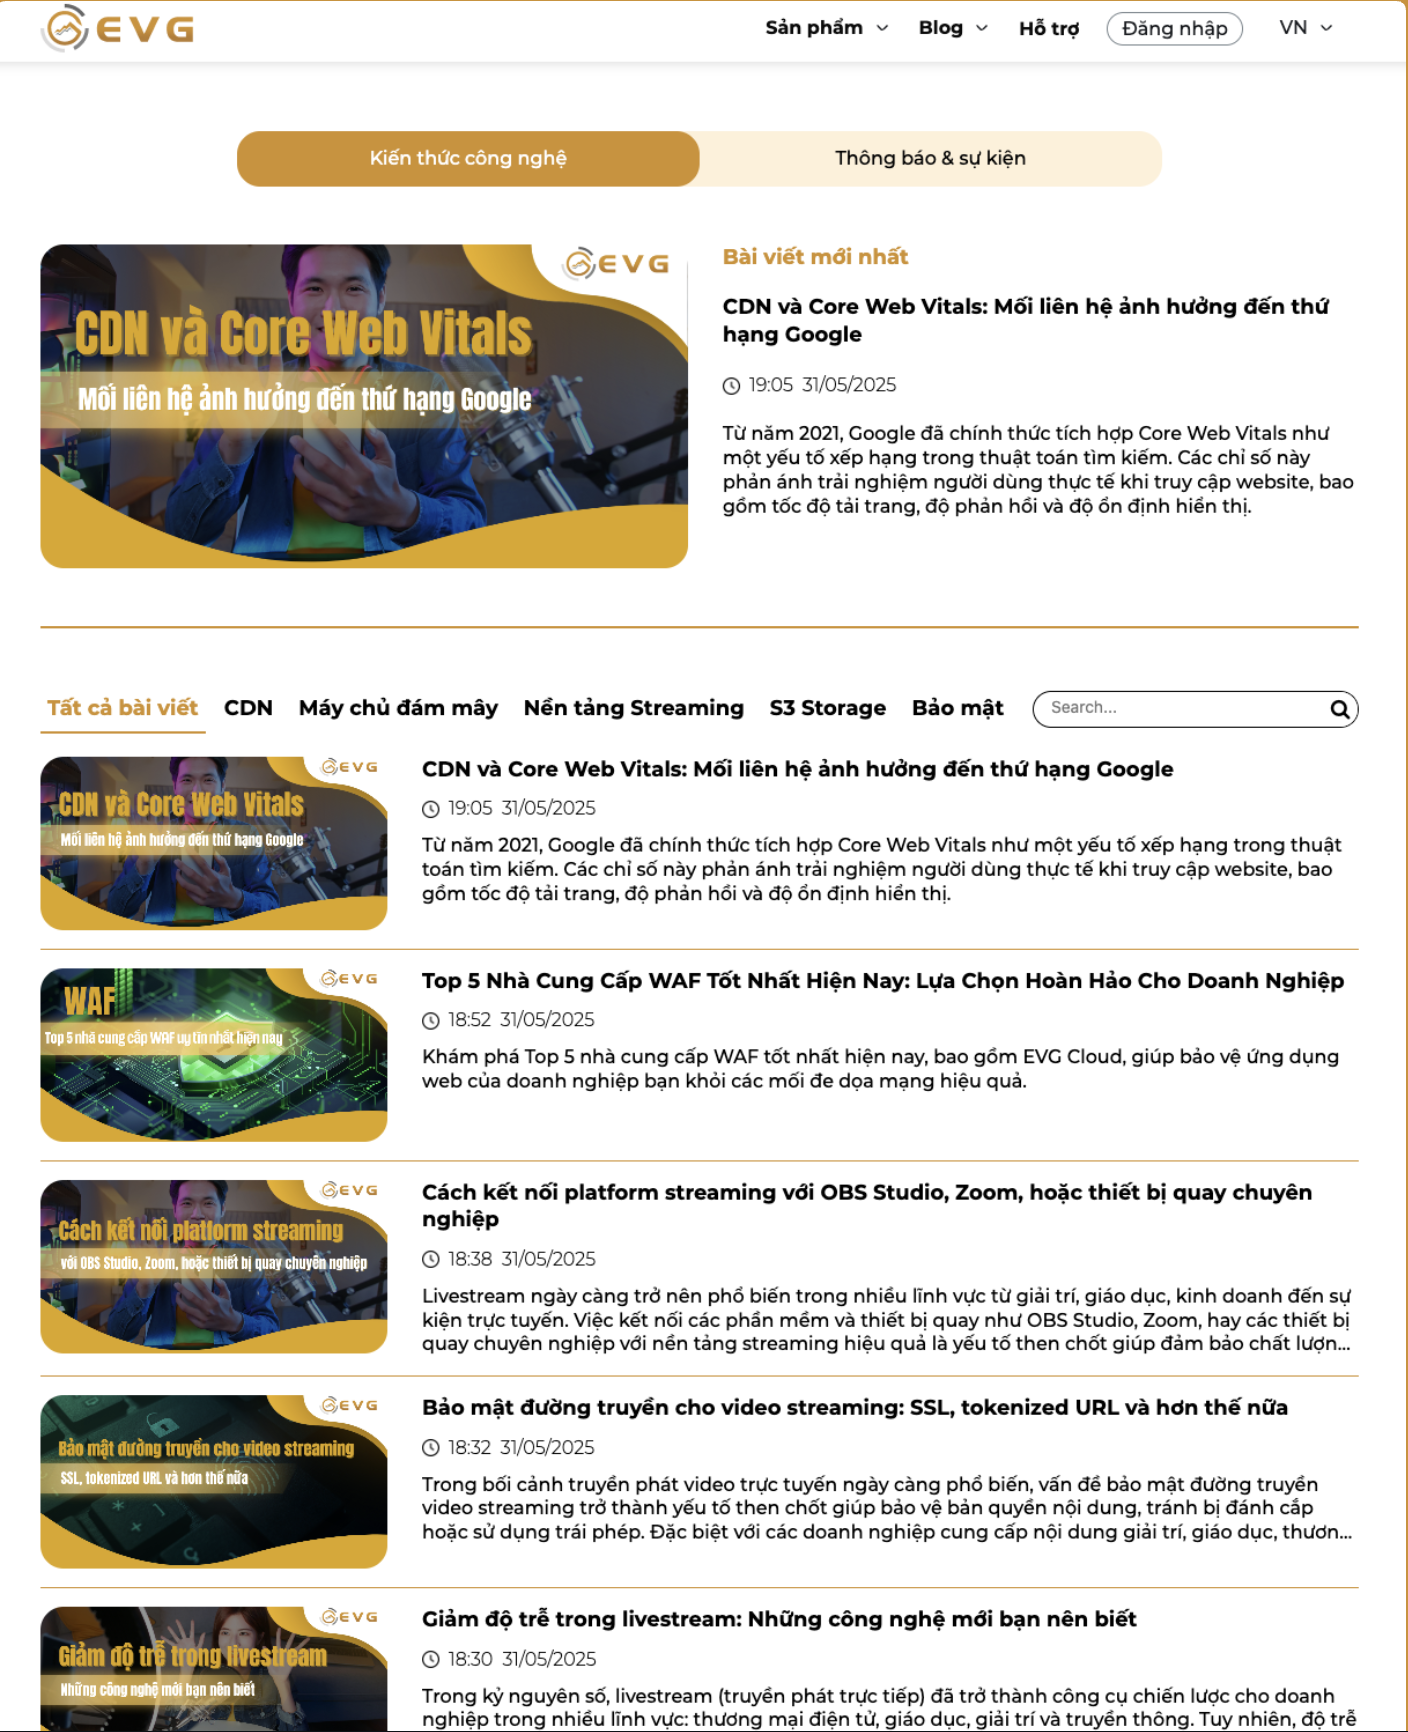 EVG
Sản phẩm
Blog
Hỗ trợ
Đăng nhập
VN
Kiến thức công nghệ
Thông báo & sự kiện
EVG
CDN và Core Web Vitals
Mối liên hệ ảnh hưởng đến thứ hạng Google
Bài viết mới nhất
CDN và Core Web Vitals: Mối liên hệ ảnh hưởng đến thứ
hạng Google
19:05 31/05/2025
Từ năm 2021, Google đã chính thức tích hợp Core Web Vitals như
một yếu tố xếp hạng trong thuật toán tìm kiếm. Các chỉ số này
phản ánh trải nghiệm người dùng thực tế khi truy cập website, bao
gồm tốc độ tải trang, độ phản hồi và độ ổn định hiển thị.
Tất cả bài viết
CDN
Máy chủ đám mây
Nền tảng Streaming
S3 Storage
Bảo mật
Search...
EVG
CDN và Core Web Vitals
Mối liên hệ ảnh hưởng đến thứ hạng Google
CDN và Core Web Vitals: Mối liên hệ ảnh hưởng đến thứ hạng Google
19:05 31/05/2025
Từ năm 2021, Google đã chính thức tích hợp Core Web Vitals như một yếu tố xếp hạng trong thuật
toán tìm kiếm. Các chỉ số này phản ánh trải nghiệm người dùng thực tế khi truy cập website, bao
gồm tốc độ tải trang, độ phản hồi và độ ổn định hiển thị.
EVG
WAF
Top 5 nhà cung cấp WAF uy tín nhất hiện nay
Top 5 Nhà Cung Cấp WAF Tốt Nhất Hiện Nay: Lựa Chọn Hoàn Hảo Cho Doanh Nghiệp
18:52 31/05/2025
Khám phá Top 5 nhà cung cấp WAF tốt nhất hiện nay, bao gồm EVG Cloud, giúp bảo vệ ứng dụng
web của doanh nghiệp bạn khỏi các mối đe dọa mạng hiệu quả.
EVG
Cách kết nối platform streaming
với OBS Studio, Zoom, hoặc thiết bị quay chuyên nghiệp
Cách kết nối platform streaming với OBS Studio, Zoom, hoặc thiết bị quay chuyên
nghiệp
18:38 31/05/2025
Livestream ngày càng trở nên phổ biến trong nhiều lĩnh vực từ giải trí, giáo dục, kinh doanh đến sự
kiện trực tuyến. Việc kết nối các phần mềm và thiết bị quay như OBS Studio, Zoom, hay các thiết bị
quay chuyên nghiệp với nền tảng streaming hiệu quả là yếu tố then chốt giúp đảm bảo chất lượn...
EVG
Bảo mật đường truyền cho video streaming
SSL, tokenized URL và hơn thế nữa
Bảo mật đường truyền cho video streaming: SSL, tokenized URL và hơn thế nữa
18:32 31/05/2025
Trong bối cảnh truyền phát video trực tuyến ngày càng phổ biến, vấn đề bảo mật đường truyền
video streaming trở thành yếu tố then chốt giúp bảo vệ bản quyền nội dung, tránh bị đánh cắp
hoặc sử dụng trái phép. Đặc biệt với các doanh nghiệp cung cấp nội dung giải trí, giáo dục, thươn...
EVG
Giảm độ trễ trong livestream
Những công nghệ mới bạn nên biết
Giảm độ trễ trong livestream: Những công nghệ mới bạn nên biết
18:30 31/05/2025
Trong kỷ nguyên số, livestream (truyền phát trực tiếp) đã trở thành công cụ chiến lược cho doanh
nghiệp trong nhiều lĩnh vực: thương mại điện tử, giáo dục, giải trí và truyền thông. Tuy nhiên, độ trễ